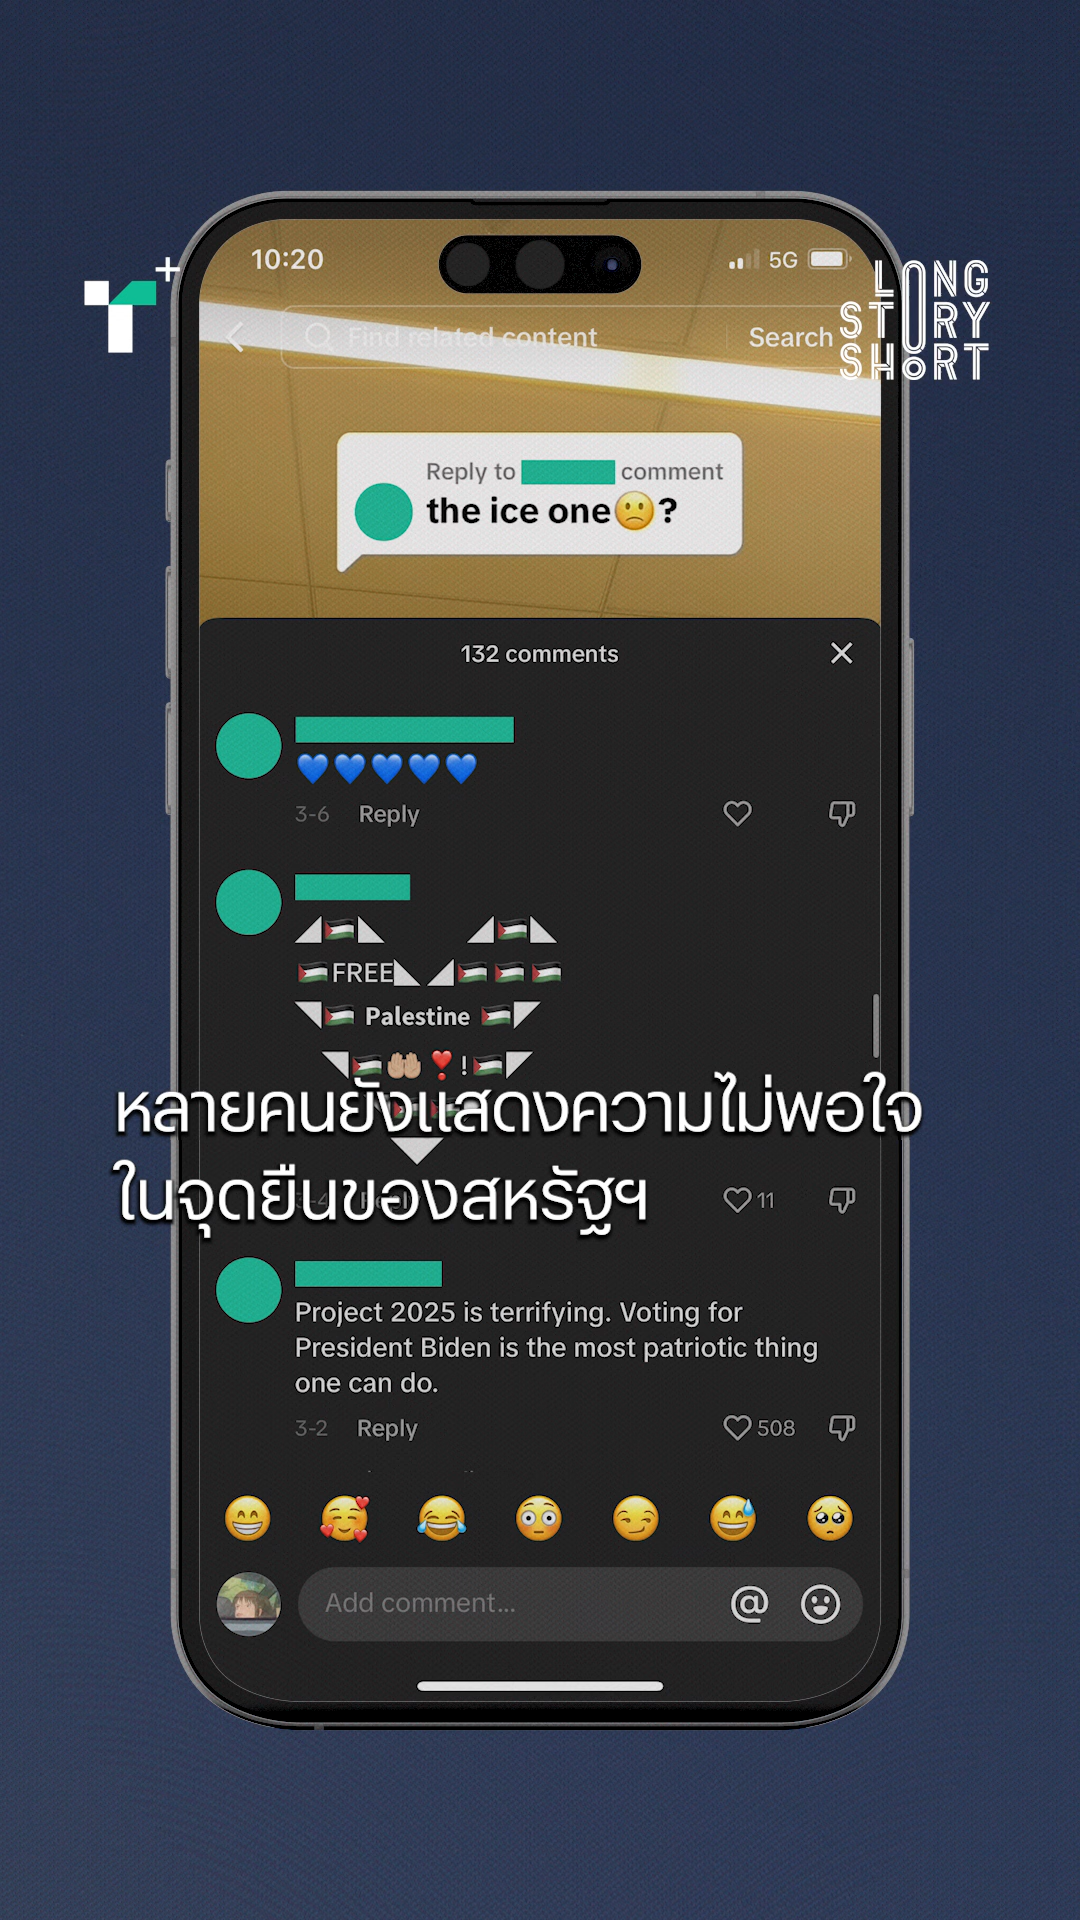 10:20
5G
LONG
STORY
SHORT
Find related content
Search
Reply to
comment
the ice one🙁?
132 comments
💙💙💙💙💙
3-6 Reply
◢🇵🇸◣ ◢🇵🇸◣
🇵🇸FREE◣ ◢🇵🇸🇵🇸🇵🇸
◥🇵🇸 Palestine 🇵🇸◤
◥🇵🇸🤲🏼❣️!🇵🇸◤
หลายคนยังแสดงความไม่พอใจ
ในจุดยืนของสหรัฐฯ
11
Project 2025 is terrifying. Voting for
President Biden is the most patriotic thing
one can do.
3-2 Reply
508
Add comment...
@